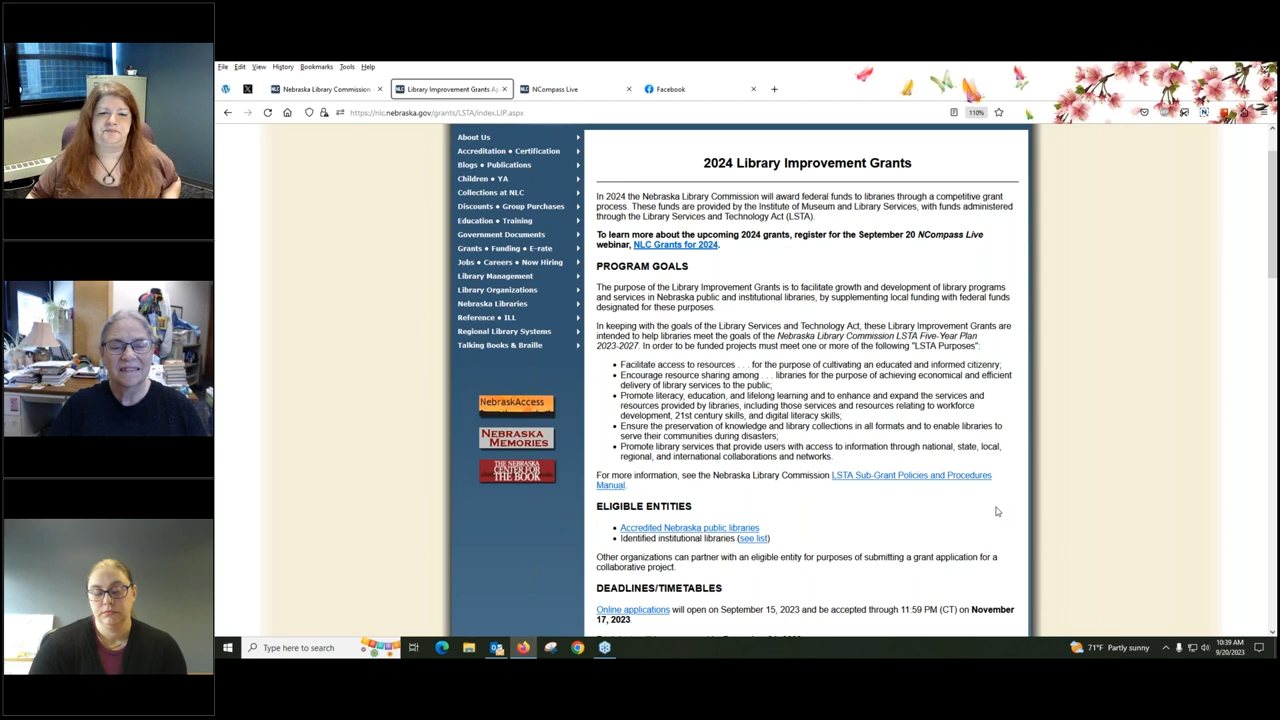 File Edit View History Bookmarks Tools Help
Nebraska Library Commission
Library Improvement Grants Ap
NCompass Live
Facebook
https://nlc.nebraska.gov/grants/LSTA/index.LIP.aspx
110%
About Us
Accreditation • Certification
Blogs • Publications
Children • YA
Collections at NLC
Discounts • Group Purchases
Education • Training
Government Documents
Grants • Funding • E-rate
Jobs • Careers • Now Hiring
Library Management
Library Organizations
Nebraska Libraries
Reference • ILL
Regional Library Systems
Talking Books & Braille
NebraskAccess
NEBRASKA
MEMORIES
THE NEBRASKA
CENTER FOR
THE BOOK
2024 Library Improvement Grants
In 2024 the Nebraska Library Commission will award federal funds to libraries through a competitive grant
process. These funds are provided by the Institute of Museum and Library Services, with funds administered
through the Library Services and Technology Act (LSTA).
To learn more about the upcoming 2024 grants, register for the September 20 NCompass Live
webinar, NLC Grants for 2024.
PROGRAM GOALS
The purpose of the Library Improvement Grants is to facilitate growth and development of library programs
and services in Nebraska public and institutional libraries, by supplementing local funding with federal funds
designated for these purposes.
In keeping with the goals of the Library Services and Technology Act, these Library Improvement Grants are
intended to help libraries meet the goals of the Nebraska Library Commission LSTA Five-Year Plan
2023-2027. In order to be funded projects must meet one or more of the following "LSTA Purposes":
• Facilitate access to resources . . . for the purpose of cultivating an educated and informed citizenry;
• Encourage resource sharing among . . . libraries for the purpose of achieving economical and efficient
delivery of library services to the public;
• Promote literacy, education, and lifelong learning and to enhance and expand the services and
resources provided by libraries, including those services and resources relating to workforce
development, 21st century skills, and digital literacy skills;
• Ensure the preservation of knowledge and library collections in all formats and to enable libraries to
serve their communities during disasters;
• Promote library services that provide users with access to information through national, state, local,
regional, and international collaborations and networks.
For more information, see the Nebraska Library Commission LSTA Sub-Grant Policies and Procedures
Manual.
ELIGIBLE ENTITIES
• Accredited Nebraska public libraries
• Identified institutional libraries (see list)
Other organizations can partner with an eligible entity for purposes of submitting a grant application for a
collaborative project.
DEADLINES/TIMETABLES
Online applications will open on September 15, 2023 and be accepted through 11:59 PM (CT) on November
17, 2023.
Type here to search
71°F Partly sunny
10:39 AM
9/20/2023